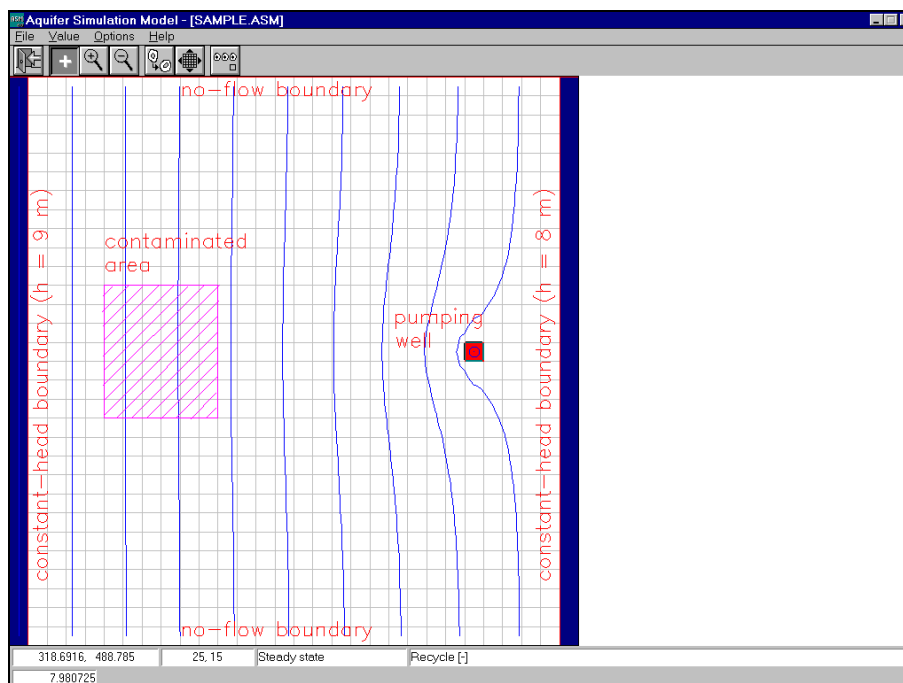 Aquifer Simulation Model - [SAMPLE.ASM]
File Value Options Help
no-flow boundary
constant-head boundary (h = 9 m)
contaminated
area
pumping
well
constant-head boundary (h = 8 m)
no-flow boundary
318.6916, 488.785 25, 15 Steady state Recycle [-]
7.980725